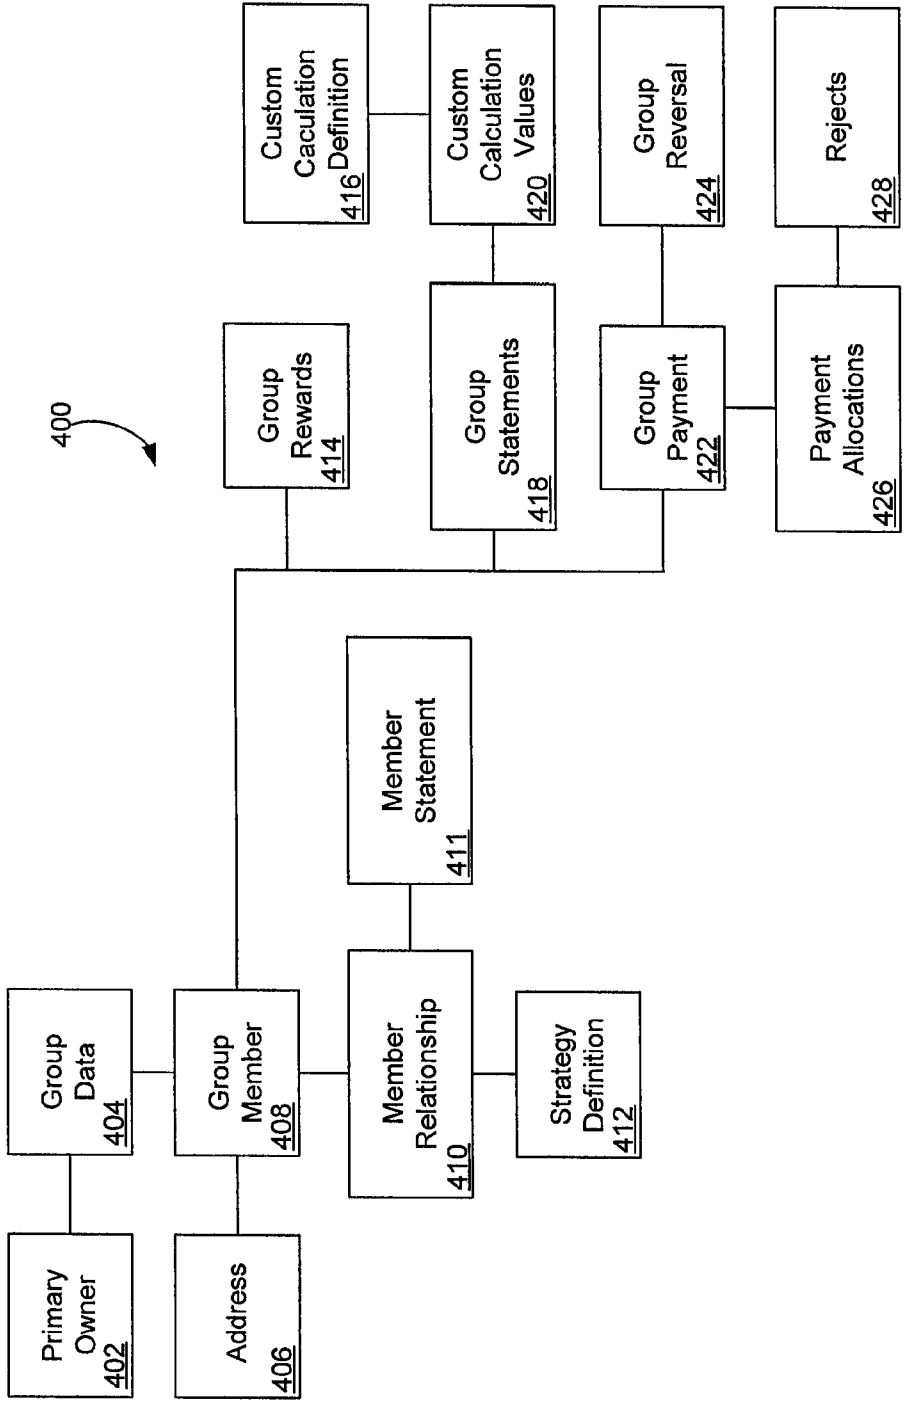 400
Primary
Owner
402
Group
Data
404
Address
406
Group
Member
408
Member
Relationship
410
Member
Statement
411
Strategy
Definition
412
Group
Rewards
414
Custom
Caculation
Definition
416
Group
Statements
418
Custom
Calculation
Values
420
Group
Payment
422
Group
Reversal
424
Payment
Allocations
426
Rejects
428